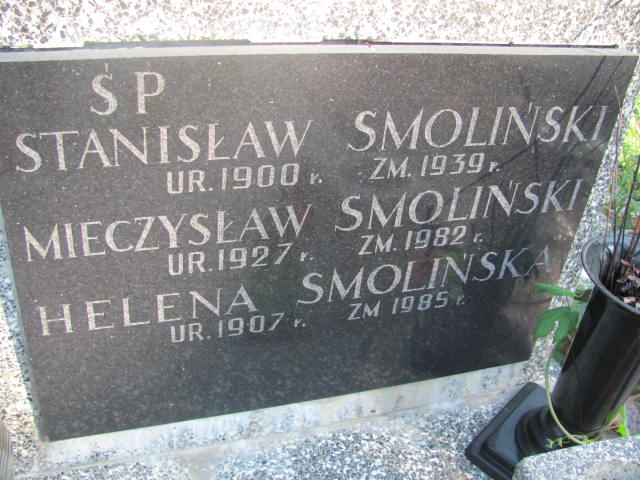 ŚP
STANISŁAW SMOLIŃSKI
UR. 1900 r. ZM. 1939 r.
MIECZYSŁAW SMOLIŃSKI
UR. 1927 r. ZM. 1982 r.
HELENA SMOLIŃSKA
UR. 1907 r. ZM 1985 r.